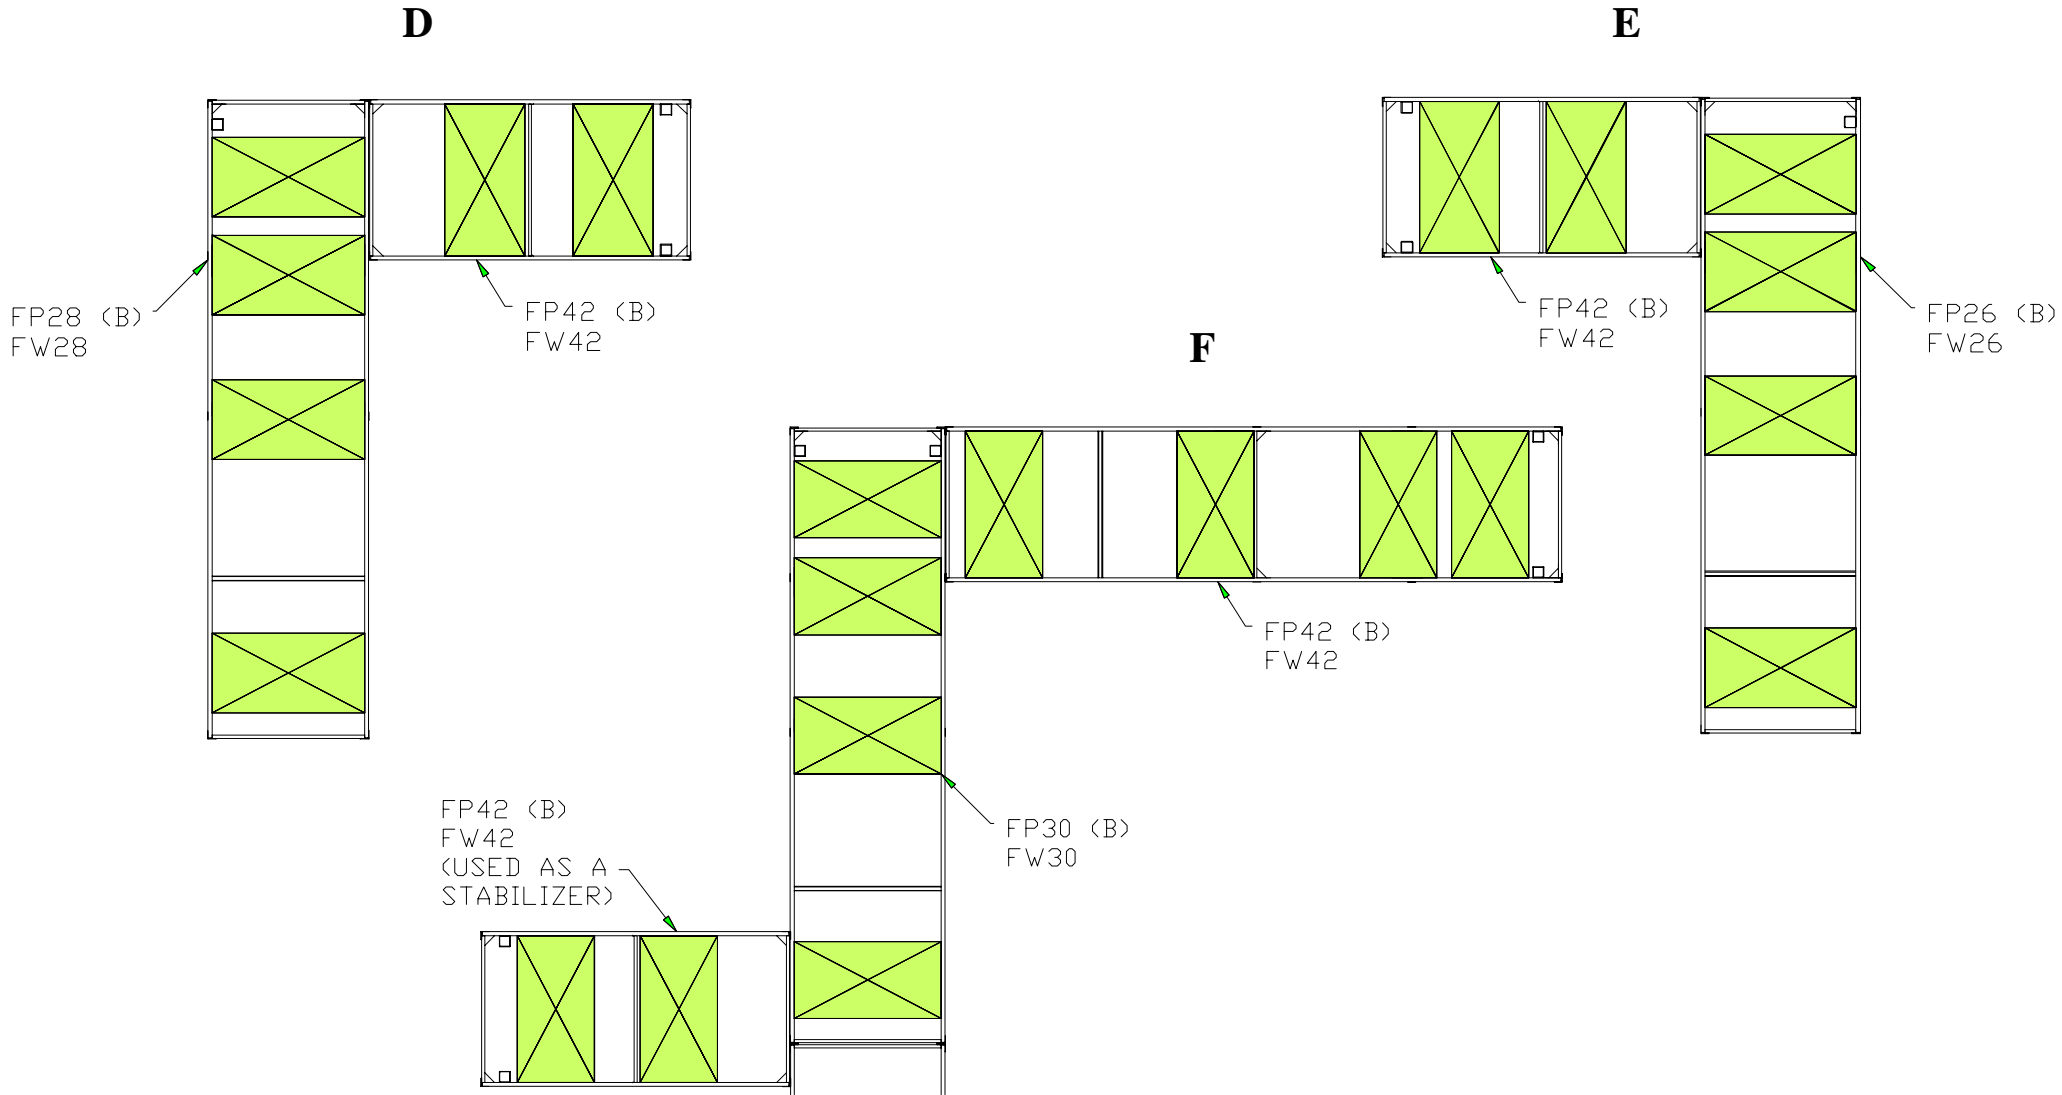 D
E
FP28 (B)
FW28
FP42 (B)
FW42
FP42 (B)
FW42
FP26 (B)
FW26
F
FP42 (B)
FW42
FP42 (B)
FW42
(USED AS A
STABILIZER)
FP30 (B)
FW30